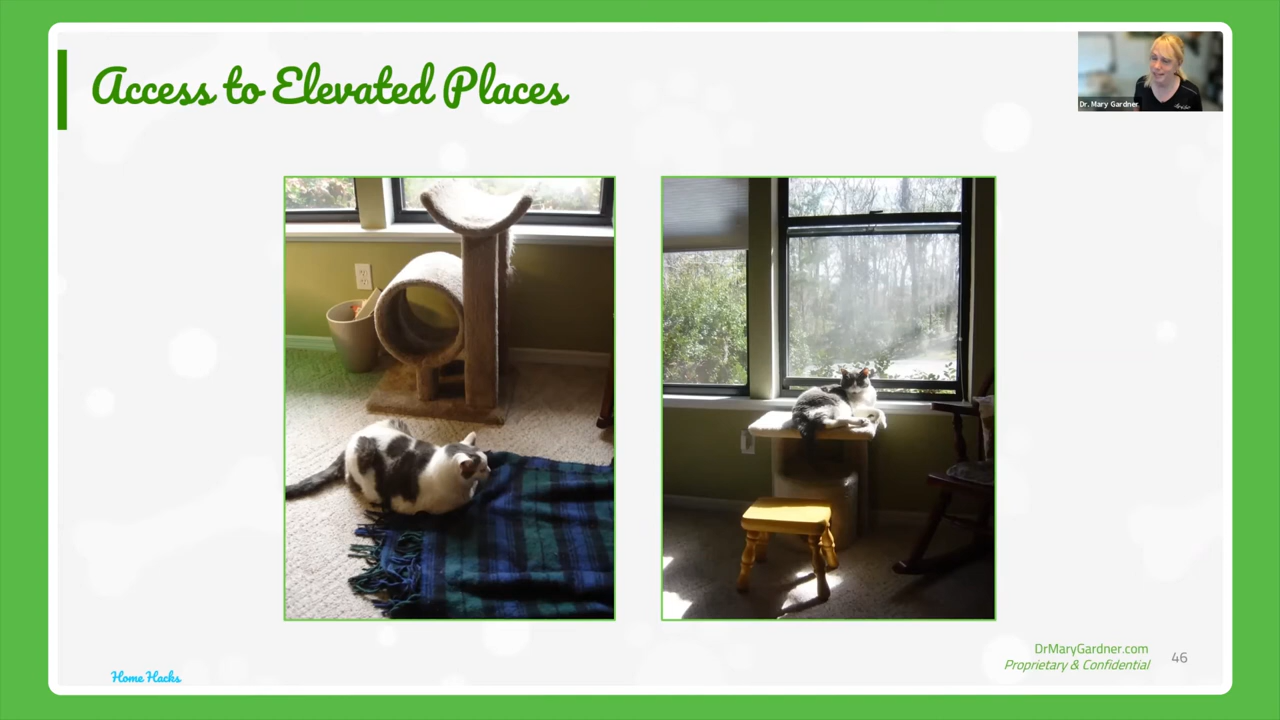 Access to Elevated Places
Dr. Mary Gardner
DrMaryGardner.com
Proprietary & Confidential
46
Home Hacks